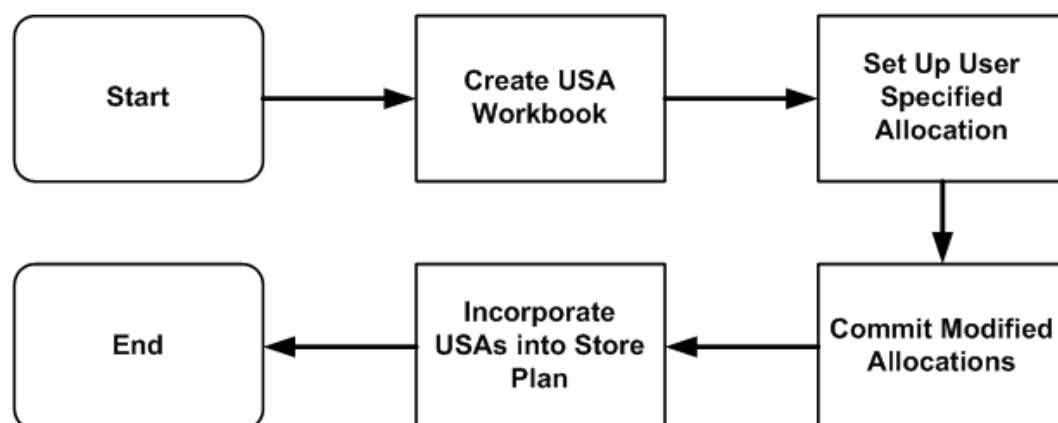 Start
Create USA
Workbook
Set Up User
Specified
Allocation
Commit Modified
Allocations
Incorporate
USAs into Store
Plan
End